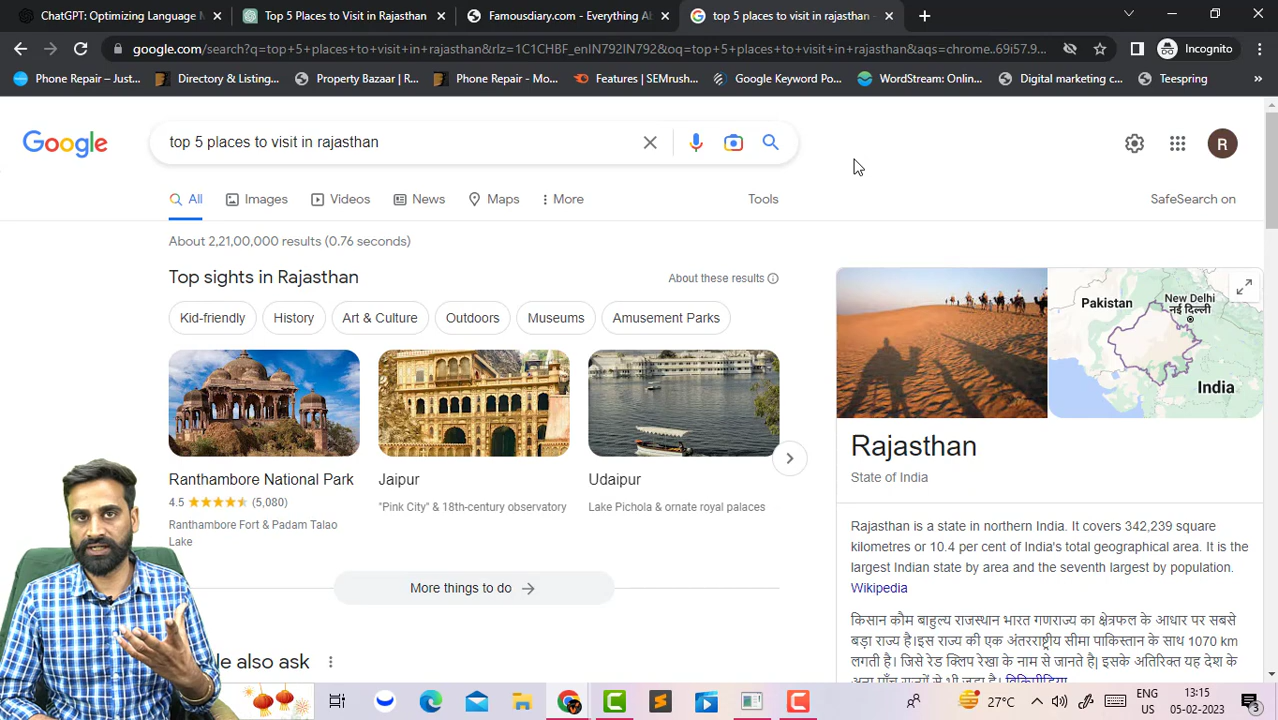 ChatGPT: Optimizing Language M
Top 5 Places to Visit in Rajasthan
Famousdiary.com - Everything Ab
top 5 places to visit in rajasthan -
google.com/search?q=top+5+places+to+visit+in+rajasthan&rlz=1C1CHBF_enIN792IN792&oq=top+5+places+to+visit+in+rajasthan&aqs=chrome..69i57.9...
Incognito
Phone Repair – Just...
Directory & Listing...
Property Bazaar | R...
Phone Repair - Mo...
Features | SEMrush...
Google Keyword Po...
WordStream: Onlin...
Digital marketing c...
Teespring
»
Google
top 5 places to visit in rajasthan
R
All
Images
Videos
News
Maps
More
Tools
SafeSearch on
About 2,21,00,000 results (0.76 seconds)
Top sights in Rajasthan
About these results
Kid-friendly
History
Art & Culture
Outdoors
Museums
Amusement Parks
Ranthambore National Park
4.5
(5,080)
Ranthambore Fort & Padam Talao
Lake
Jaipur
"Pink City" & 18th-century observatory
Udaipur
Lake Pichola & ornate royal palaces
More things to do
le also ask
Pakistan
New Delhi
नई दिल्ली
India
Rajasthan
State of India
Rajasthan is a state in northern India. It covers 342,239 square
kilometres or 10.4 per cent of India's total geographical area. It is the
largest Indian state by area and the seventh largest by population.
Wikipedia
किसान कौम बाहुल्य राजस्थान भारत गणराज्य का क्षेत्रफल के आधार पर सबसे
बड़ा राज्य है।इस राज्य की एक अंतरराष्ट्रीय सीमा पाकिस्तान के साथ 1070 km
लगती है। जिसे रेड क्लिप रेखा के नाम से जानते है। इसके अतिरिक्त यह देश के
27°C
ENG
IN
13:15
05-02-2023
3